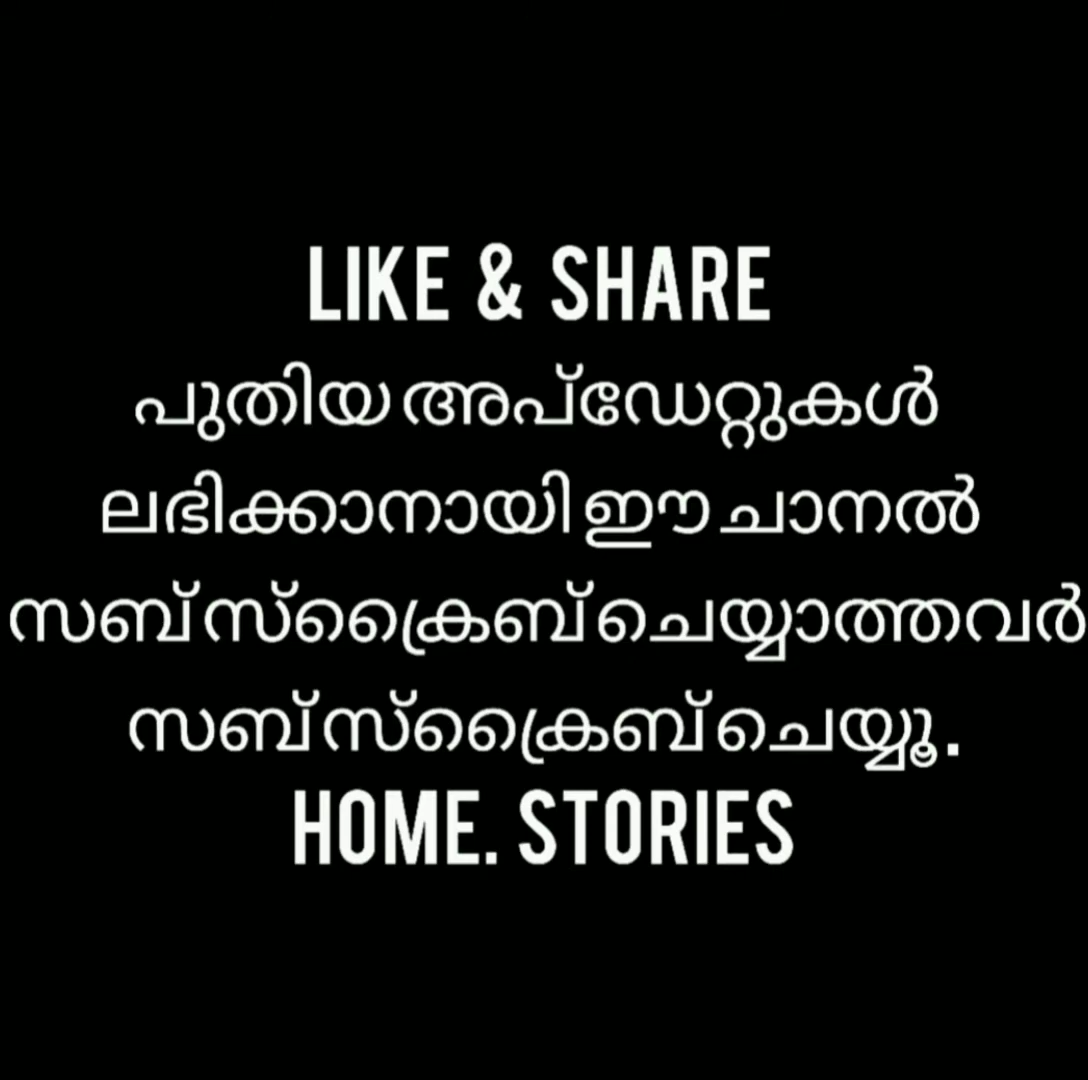 LIKE & SHARE
പുതിയ അപ്ഡേറ്റുകൾ
ലഭിക്കാനായി ഈ ചാനൽ
സബ് സ്ക്രൈബ് ചെയ്യാത്തവർ
സബ് സ്ക്രൈബ് ചെയ്യൂ .
HOME. STORIES